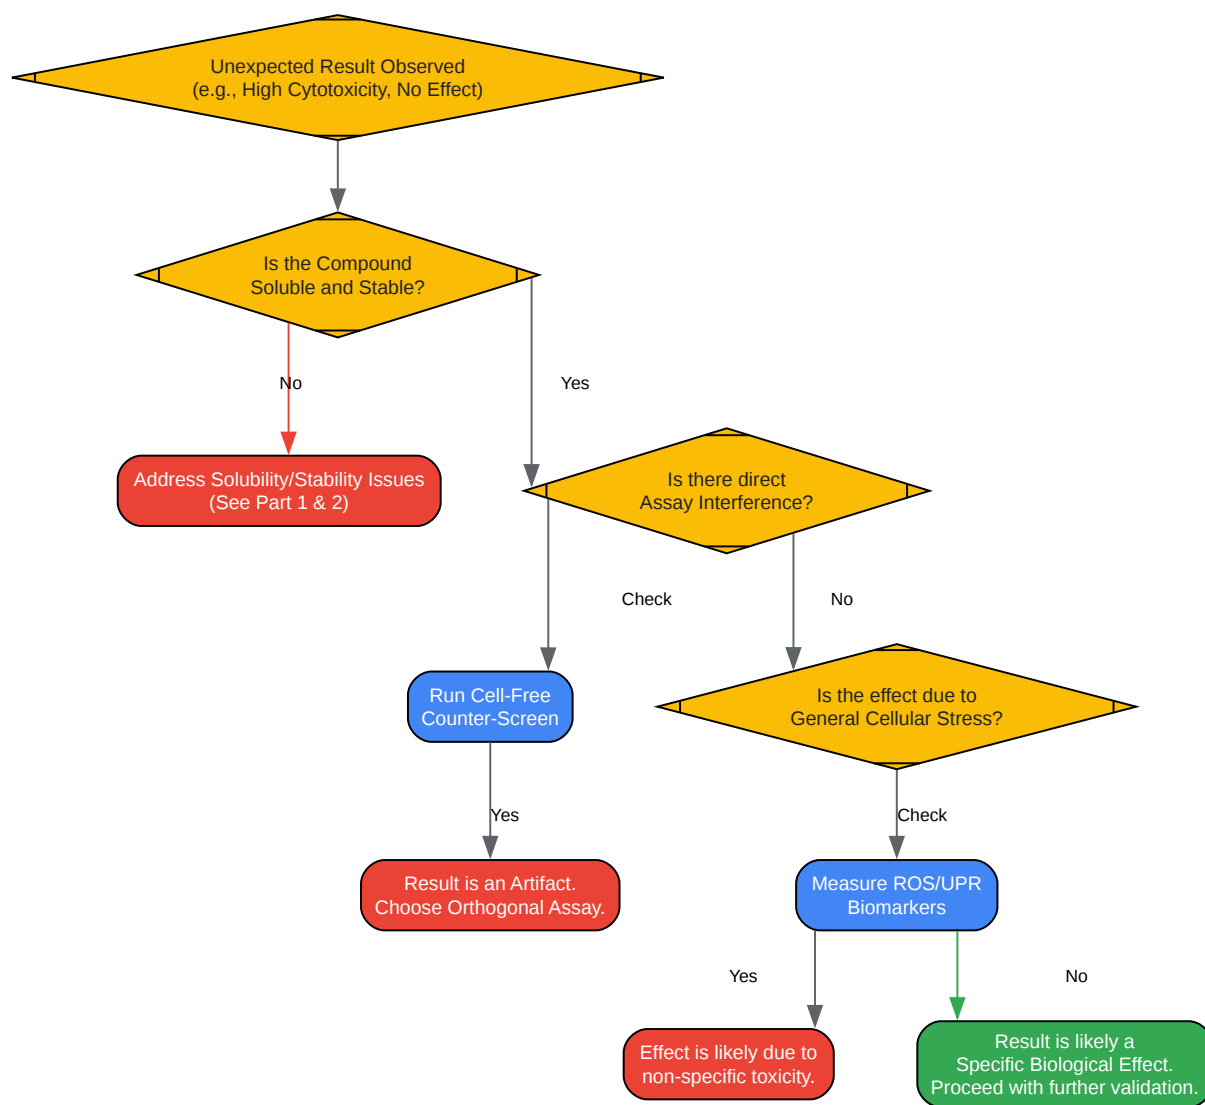 Unexpected Result Observed
(e.g., High Cytotoxicity, No Effect)
Is the Compound
Soluble and Stable?
No
Yes
Address Solubility/Stability Issues
(See Part 1 & 2)
Is there direct
Assay Interference?
Check
No
Run Cell-Free
Counter-Screen
Is the effect due to
General Cellular Stress?
Yes
Check
Result is an Artifact.
Choose Orthogonal Assay.
Measure ROS/UPR
Biomarkers
Yes
No
Effect is likely due to
non-specific toxicity.
Result is likely a
Specific Biological Effect.
Proceed with further validation.